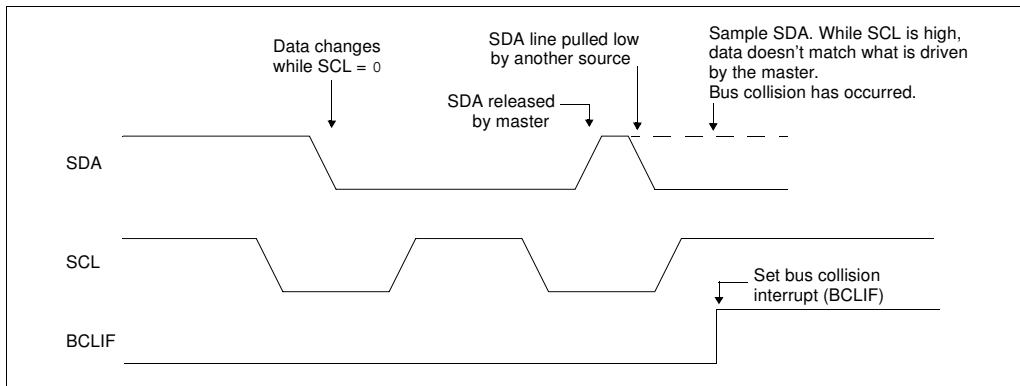 Data changes
while SCL = 0
SDA line pulled low
by another source
SDA released
by master
Sample SDA. While SCL is high,
data doesn't match what is driven
by the master.
Bus collision has occurred.
SDA
SCL
Set bus collision
interrupt (BCLIF)
BCLIF